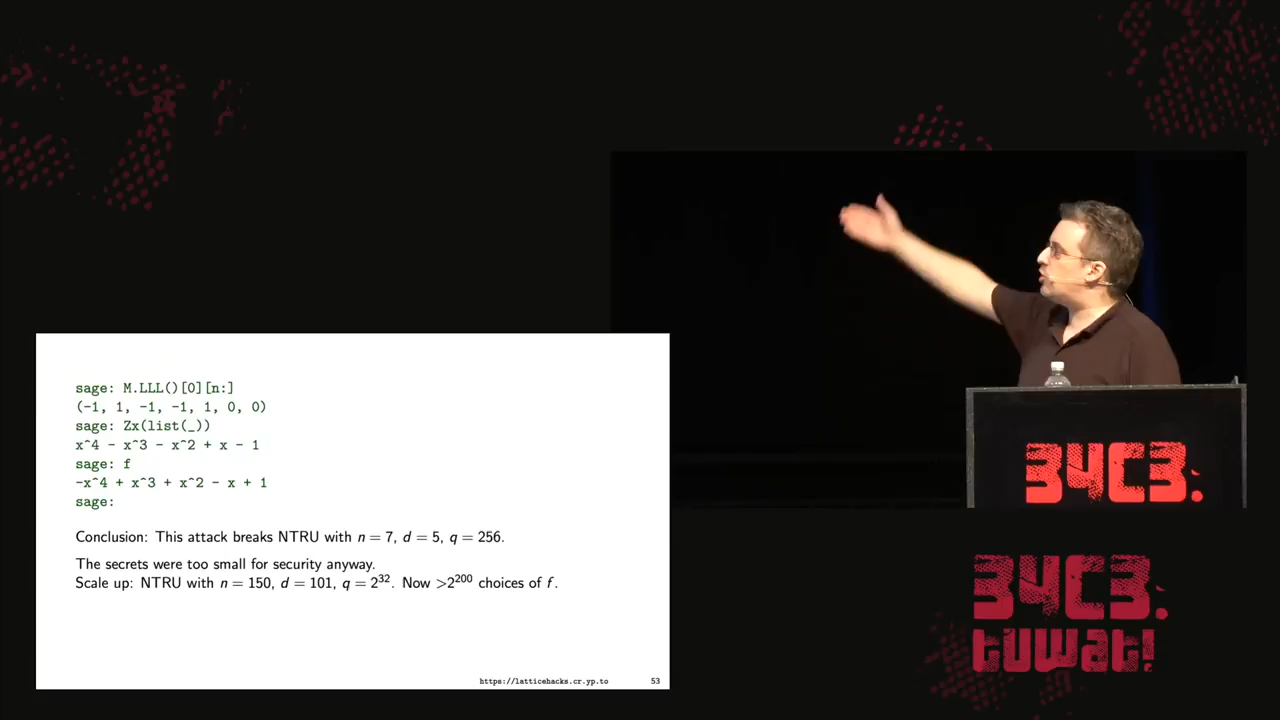 sage: M.LLL()[0][n:]
(-1, 1, -1, -1, 1, 0, 0)
sage: Zx(list(_))
x^4 - x^3 - x^2 + x - 1
sage: f
-x^4 + x^3 + x^2 - x + 1
sage:
Conclusion: This attack breaks NTRU with n = 7, d = 5, q = 256.
The secrets were too small for security anyway.
Scale up: NTRU with n = 150, d = 101, q = 2^32. Now >2^200 choices of f.
https://latticehacks.cr.yp.to 53
34C3.
34C3.
tuwat!